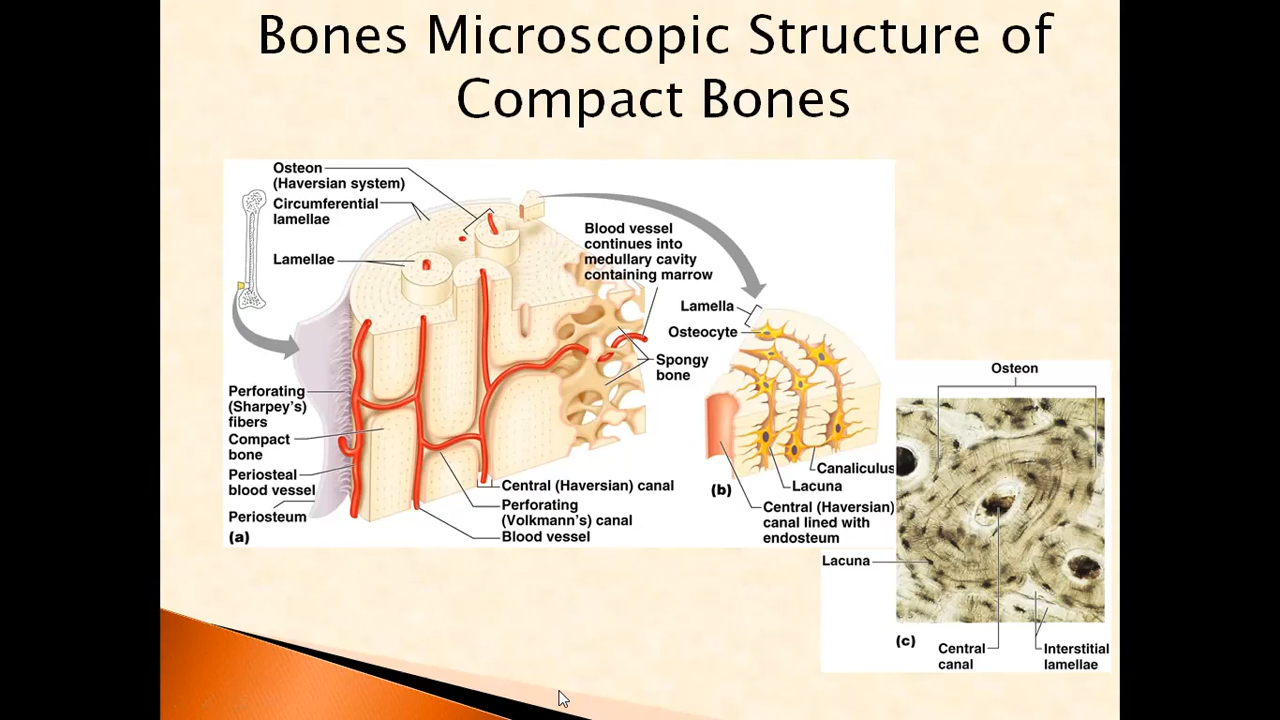 Bones Microscopic Structure of
Compact Bones
Osteon
(Haversian system)
Circumferential
lamellae
Lamellae
Blood vessel
continues into
medullary cavity
containing marrow
Lamella
Osteocyte
Spongy
bone
Perforating
(Sharpey's)
fibers
Compact
bone
Periosteal
blood vessel
Periosteum
(a)
Central (Haversian) canal
Perforating
(Volkmann's) canal
Blood vessel
(b)
Canaliculus
Lacuna
Central (Haversian)
canal lined with
endosteum
Osteon
Lacuna
(c)
Central
canal
Interstitial
lamellae